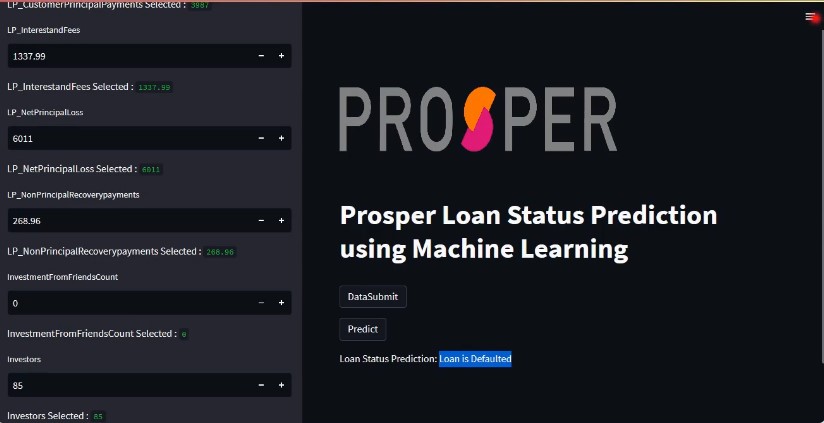 LP_CustomerPrincipalPayments Selected : 3987
LP_InterestandFees
1337.99
LP_InterestandFees Selected : 1337.99
LP_NetPrincipalLoss
6011
LP_NetPrincipalLoss Selected : 6011
LP_NonPrincipalRecoverypayments
268.96
LP_NonPrincipalRecoverypayments Selected : 268.96
InvestmentFromFriendsCount
0
InvestmentFromFriendsCount Selected : 0
Investors
85
Investors Selected : 85
PROSPER
Prosper Loan Status Prediction
using Machine Learning
DataSubmit
Predict
Loan Status Prediction: Loan is Defaulted